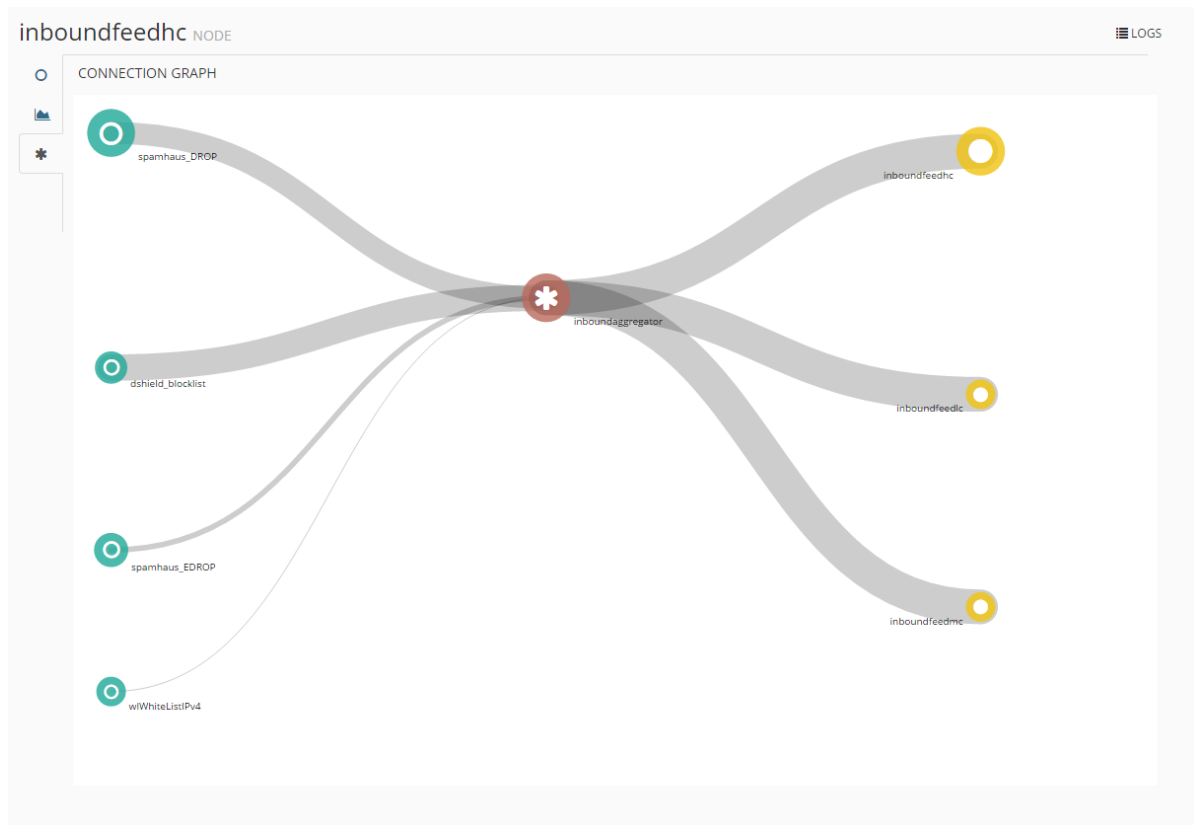 inboundfeedhc NODE
LOGS
CONNECTION GRAPH
spamhaus_DROP
inboundfeedhc
inboundaggregator
dshield_blocklist
inboundfeedlc
spamhaus_EDROP
inboundfeedmc
wlWhiteListIPv4